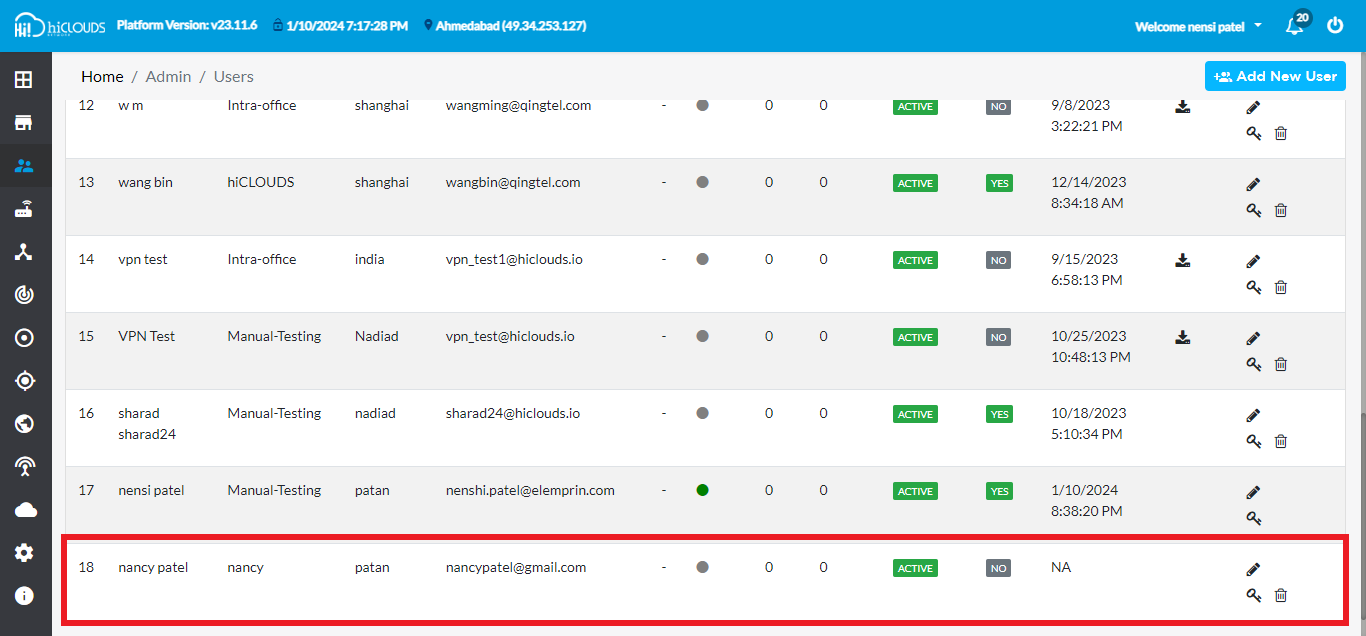 Hi! hiCLOUDS
NETWORK
Platform Version: v23.11.6
1/10/2024 7:17:28 PM
Ahmedabad (49.34.253.127)
Welcome nensi patel
20
Home / Admin / Users
Add New User
12 w m Intra-office shanghai wangming@qingtel.com - 0 0 ACTIVE NO 9/8/2023
3:22:21 PM
13 wang bin hiCLOUDS shanghai wangbin@qingtel.com - 0 0 ACTIVE YES 12/14/2023
8:34:18 AM
14 vpn test Intra-office india vpn_test1@hiclouds.io - 0 0 ACTIVE NO 9/15/2023
6:58:13 PM
15 VPN Test Manual-Testing Nadiad vpn_test@hiclouds.io - 0 0 ACTIVE NO 10/25/2023
10:48:13 PM
16 sharad Manual-Testing nadiad sharad24@hiclouds.io - 0 0 ACTIVE YES 10/18/2023
sharad24 5:10:34 PM
17 nensi patel Manual-Testing patan nenshi.patel@elemprin.com - 0 0 ACTIVE YES 1/10/2024
8:38:20 PM
18 nancy patel nancy patan nancypatel@gmail.com - 0 0 ACTIVE NO NA